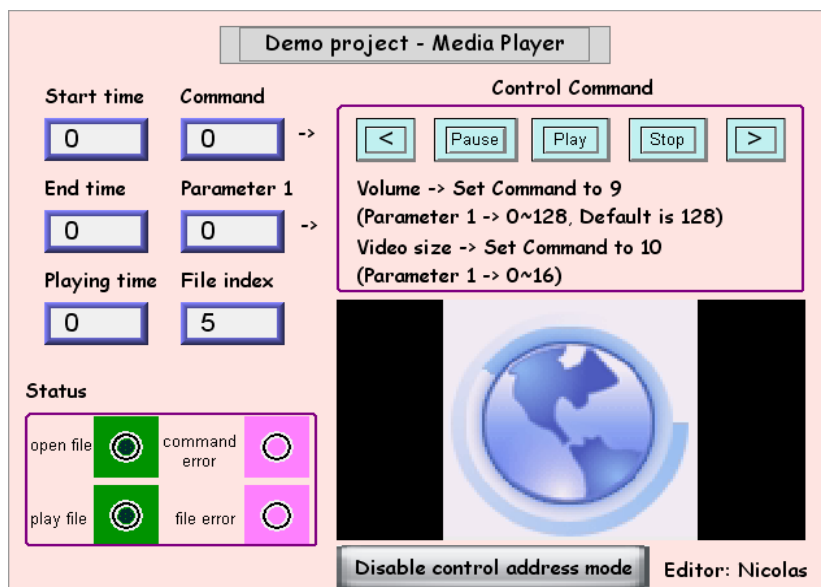 Demo project - Media Player
Start time
Command
Control Command
0
0
->
<
Pause
Play
Stop
>
End time
Parameter 1
Volume -> Set Command to 9
0
0
->
(Parameter 1 -> 0~128, Default is 128)
Video size -> Set Command to 10
Playing time
File index
(Parameter 1 -> 0~16)
0
5
Status
open file
command
error
play file
file error
Disable control address mode
Editor: Nicolas